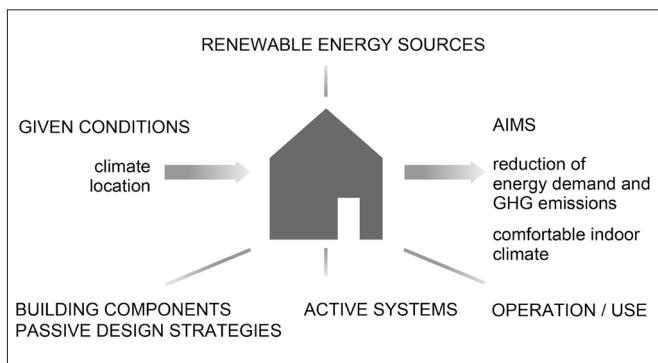 RENEWABLE ENERGY SOURCES
GIVEN CONDITIONS
climate
location
AIMS
reduction of
energy demand and
GHG emissions
comfortable indoor
climate
BUILDING COMPONENTS
PASSIVE DESIGN STRATEGIES
ACTIVE SYSTEMS
OPERATION / USE